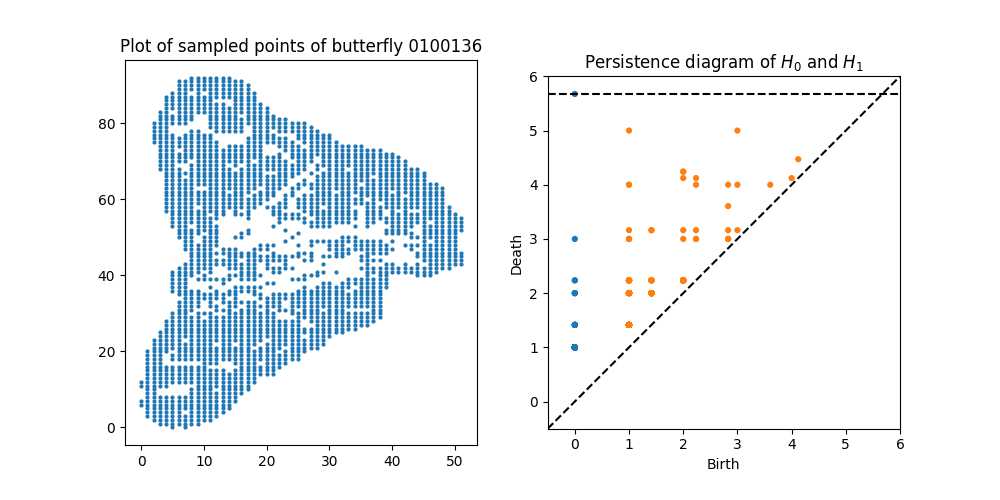 Plot of sampled points of butterfly 0100136
80
60
40
20
0
0 10 20 30 40 50
Persistence diagram of $H_0$ and $H_1$
6
5
4
3
2
1
0
Death
0 1 2 3 4 5 6
Birth